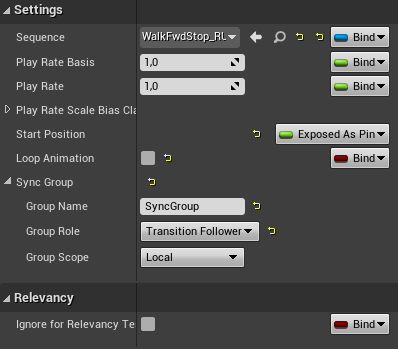 Settings
Sequence WalkFwdStop_RU Bind
Play Rate Basis 1,0 Bind
Play Rate 1,0 Bind
Play Rate Scale Bias Cla
Start Position Exposed As Pin
Loop Animation Bind
Sync Group
Group Name SyncGroup
Group Role Transition Follower
Group Scope Local
Relevancy
Ignore for Relevancy Te Bind